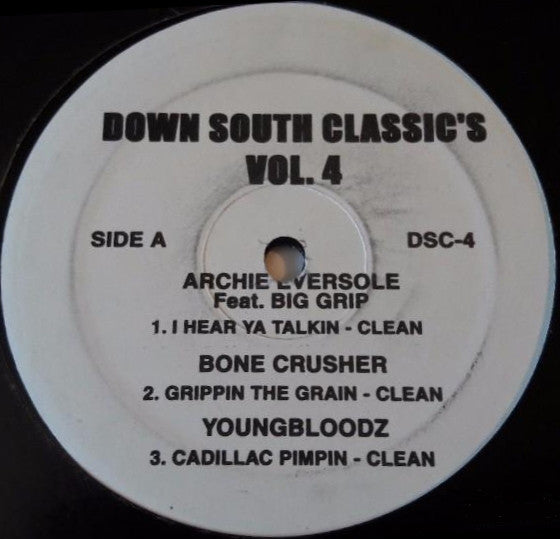 DOWN SOUTH CLASSIC'S
VOL. 4
SIDE A DSC-4
ARCHIE EVERSOLE
Feat. BIG GRIP
1. I HEAR YA TALKIN - CLEAN
BONE CRUSHER
2. GRIPPIN THE GRAIN - CLEAN
YOUNGBLOODZ
3. CADILLAC PIMPIN - CLEAN